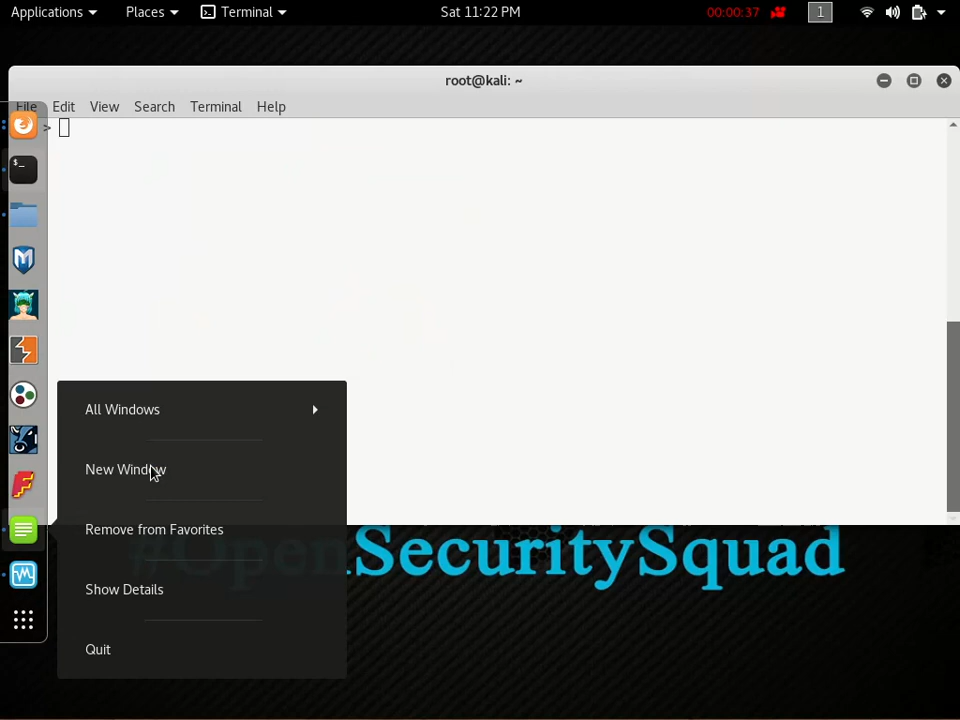 Applications Places Terminal Sat 11:22 PM 00:00:37 1
root@kali: ~
File Edit View Search Terminal Help
>
$_
All Windows
New Window
Remove from Favorites
Show Details
Quit
#OpenSecuritySquad